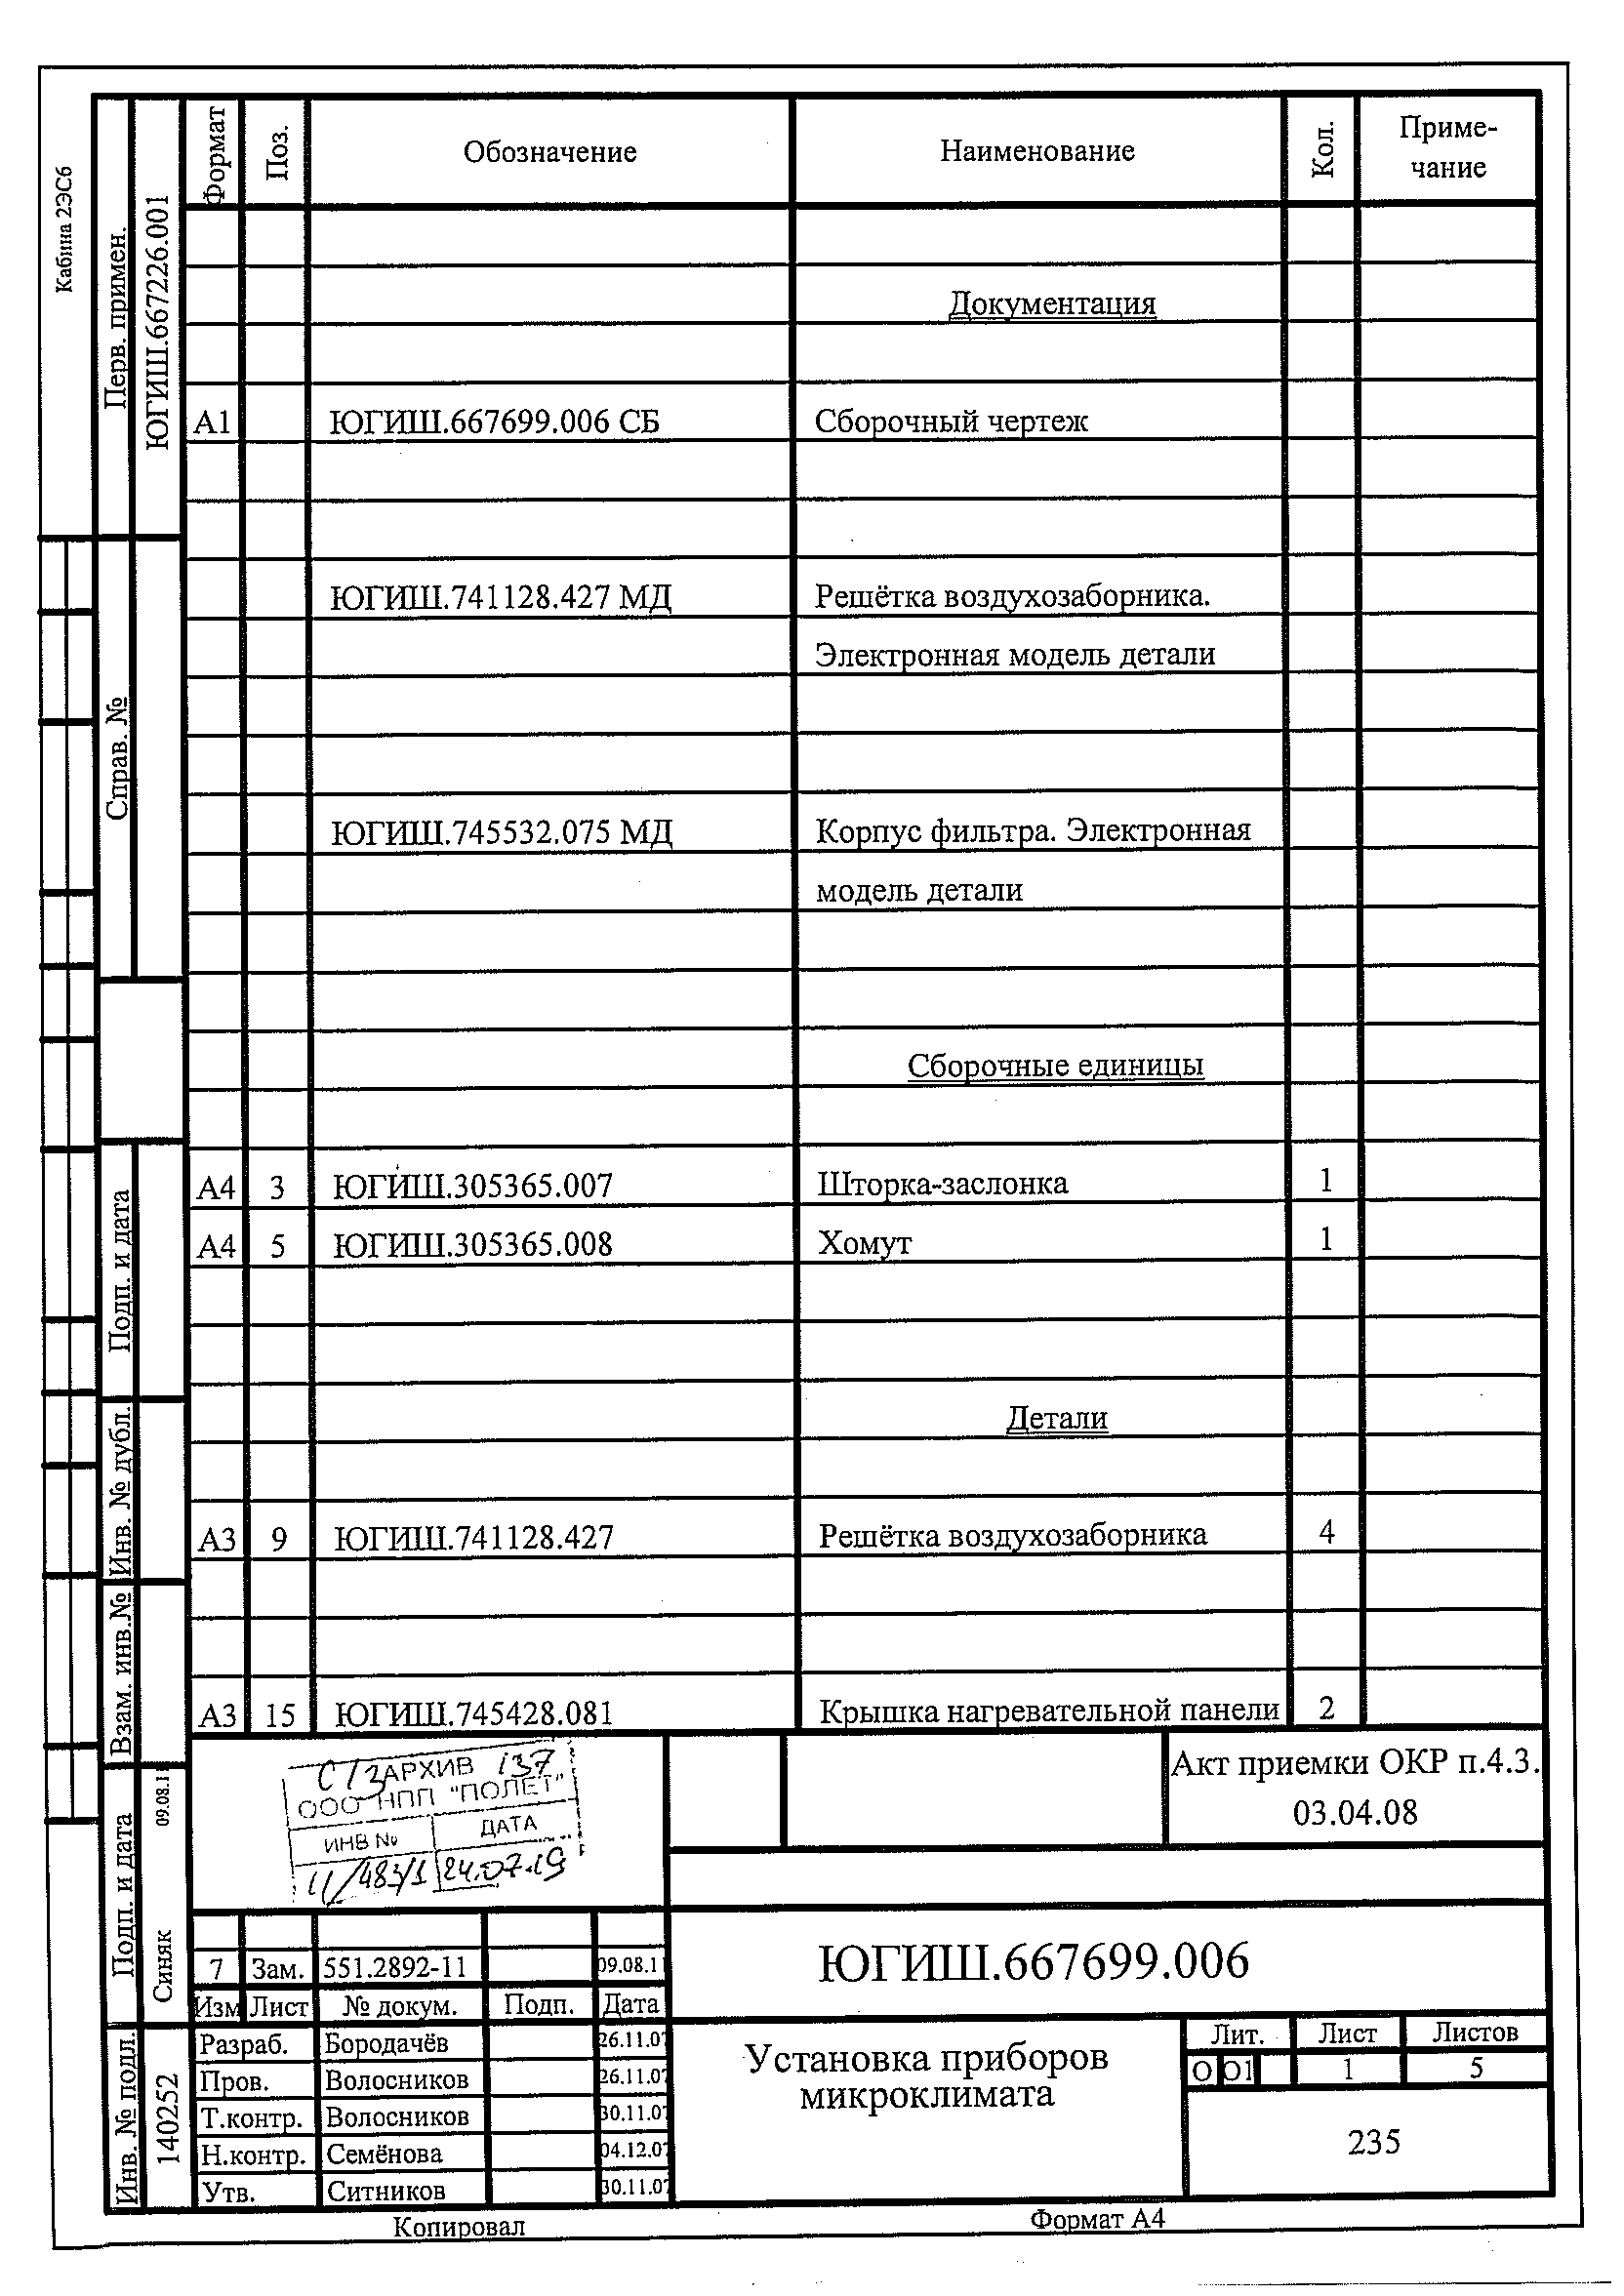 Кабина 2ЭС6
Перв. примен.
ЮГИШ.667226.001
Справ. №
Подп. и дата
Инв. № дубл.
Взам. инв.№
Подп. и дата
Синяк 09.08.1
Инв. № подл.
140252
Формат Поз. Обозначение Наименование Кол. Приме-
чание
Документация
А1 ЮГИШ.667699.006 СБ Сборочный чертеж
ЮГИШ.741128.427 МД Решётка воздухозаборника.
Электронная модель детали
ЮГИШ.745532.075 МД Корпус фильтра. Электронная
модель детали
Сборочные единицы
А4 3 ЮГИШ.305365.007 Шторка-заслонка 1
А4 5 ЮГИШ.305365.008 Хомут 1
Детали
А3 9 ЮГИШ.741128.427 Решётка воздухозаборника 4
А3 15 ЮГИШ.745428.081 Крышка нагревательной панели 2
АРХИВ 137
ООО НПП "ПОЛЕТ"
ИНВ № ДАТА
24.07.19
Акт приемки ОКР п.4.3.
03.04.08
7 Зам. 551.2892-11 09.08.11
Изм Лист № докум. Подп. Дата
ЮГИШ.667699.006
Разраб. Бородачёв 26.11.07
Пров. Волосников 26.11.07
Т.контр. Волосников 30.11.07
Н.контр. Семёнова 04.12.07
Утв. Ситников 30.11.07
Установка приборов
микроклимата
Лит. Лист Листов
О О1 1 5
235
Копировал Формат А4